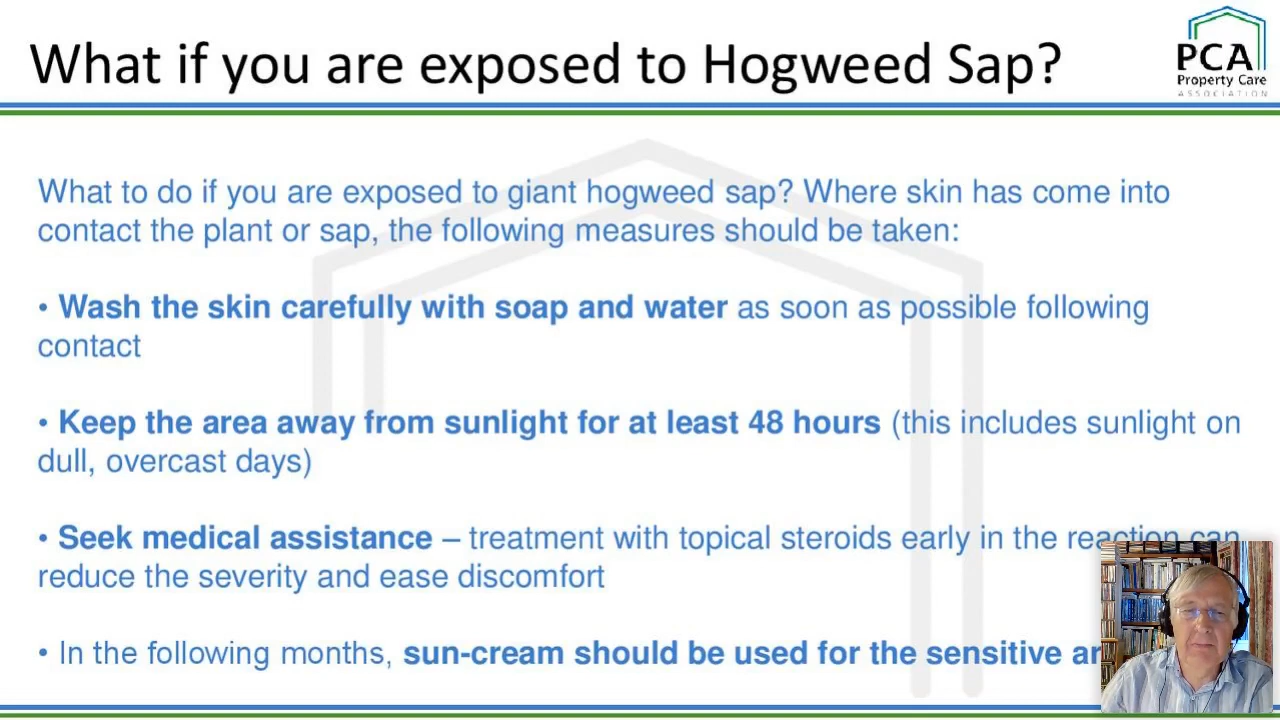 What if you are exposed to Hogweed Sap?
PCA
Property Care
ASSOCIATION
What to do if you are exposed to giant hogweed sap? Where skin has come into
contact the plant or sap, the following measures should be taken:
• Wash the skin carefully with soap and water as soon as possible following
contact
• Keep the area away from sunlight for at least 48 hours (this includes sunlight on
dull, overcast days)
• Seek medical assistance – treatment with topical steroids early in the reaction can
reduce the severity and ease discomfort
• In the following months, sun-cream should be used for the sensitive